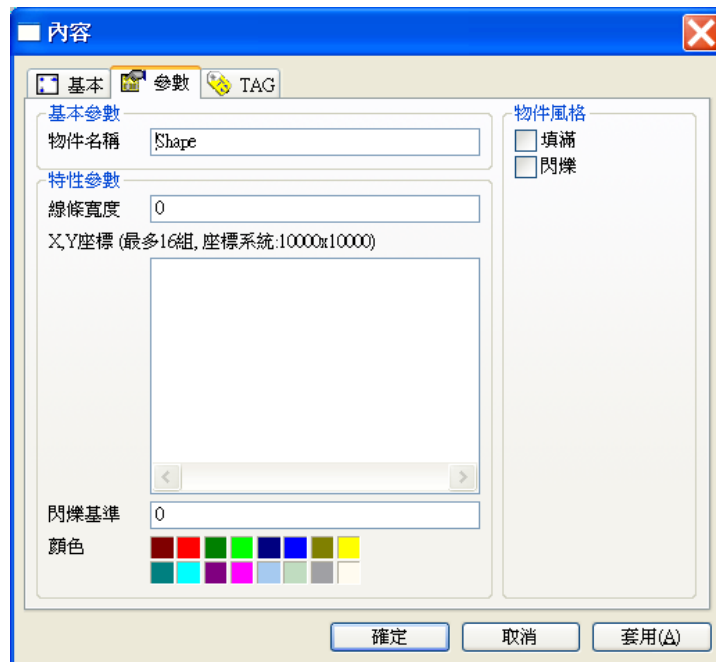 內容
基本 參數 TAG
基本參數
物件名稱 Shape
特性參數
線條寬度 0
X,Y座標 (最多16組, 座標系統:10000x10000)
閃爍基準 0
顏色
物件風格
填滿
閃爍
確定 取消 套用(A)